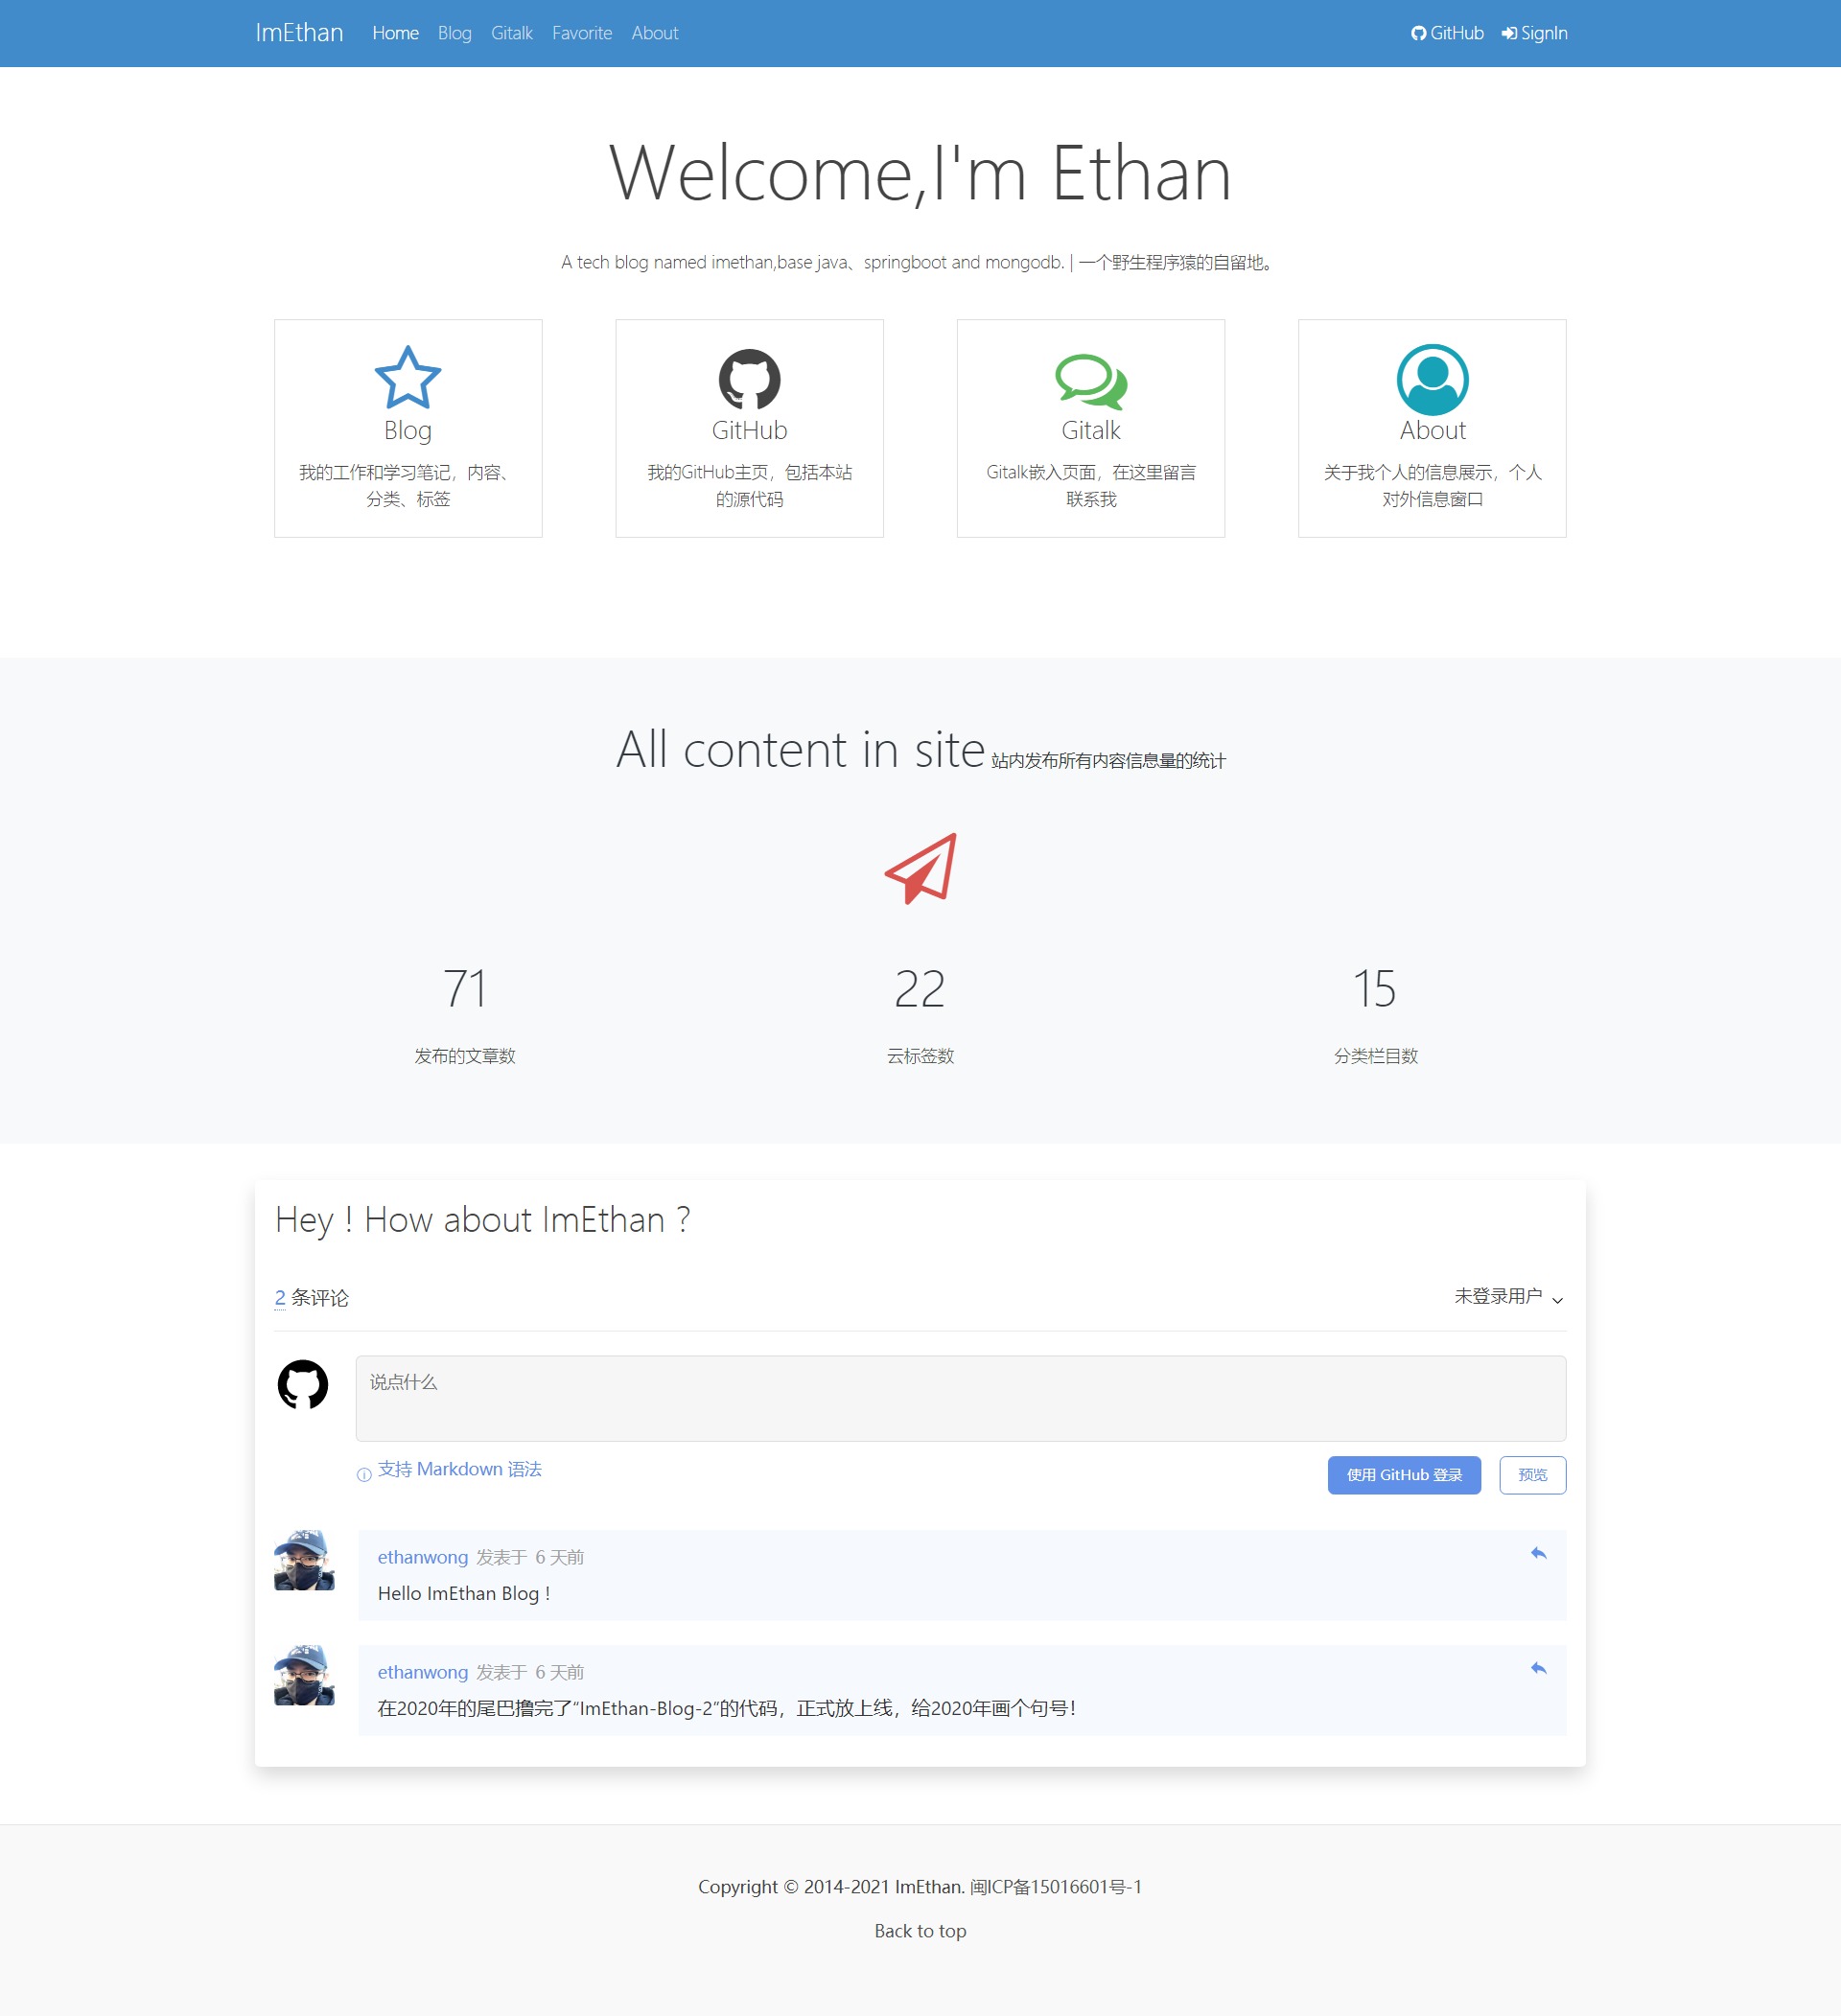 ImEthan Home Blog Gitalk Favorite About GitHub SignIn
Welcome,I'm Ethan
A tech blog named imethan,base java、springboot and mongodb. | 一个野生程序猿的自留地。
Blog
我的工作和学习笔记，内容、
分类、标签
GitHub
我的GitHub主页，包括本站
的源代码
Gitalk
Gitalk嵌入页面，在这里留言
联系我
About
关于我个人的信息展示，个人
对外信息窗口
All content in site 站内发布所有内容信息量的统计
71
发布的文章数
22
云标签数
15
分类栏目数
Hey ! How about ImEthan ?
2 条评论 未登录用户
说点什么
支持 Markdown 语法 使用 GitHub 登录 预览
ethanwong 发表于 6 天前
Hello ImEthan Blog !
ethanwong 发表于 6 天前
在2020年的尾巴撸完了“ImEthan-Blog-2”的代码，正式放上线，给2020年画个句号！
Copyright © 2014-2021 ImEthan. 闽ICP备15016601号-1
Back to top